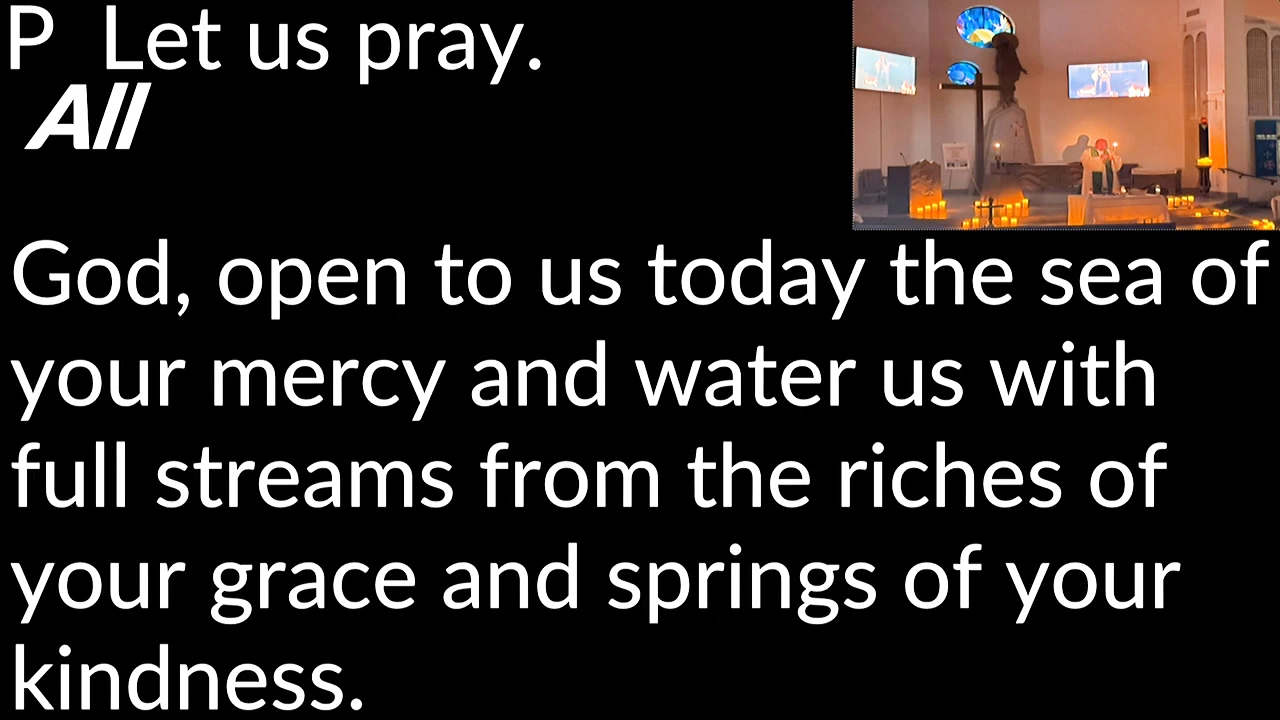 P Let us pray.
All
God, open to us today the sea of
your mercy and water us with
full streams from the riches of
your grace and springs of your
kindness.